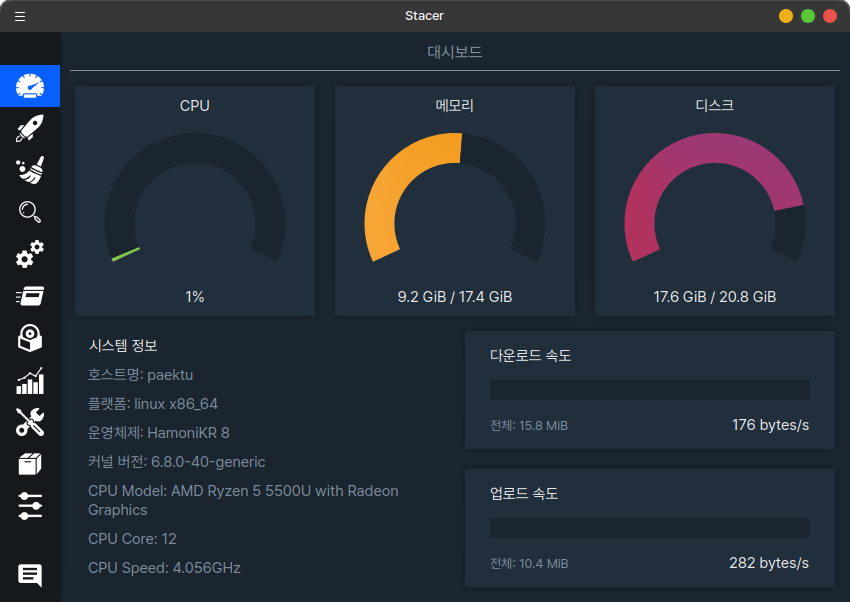 Stacer
대시보드
CPU
메모리
디스크
1%
9.2 GiB / 17.4 GiB
17.6 GiB / 20.8 GiB
시스템 정보
호스트명: paektu
플랫폼: linux x86_64
운영체제: HamoniKR 8
커널 버전: 6.8.0-40-generic
CPU Model: AMD Ryzen 5 5500U with Radeon
Graphics
CPU Core: 12
CPU Speed: 4.056GHz
다운로드 속도
전체: 15.8 MiB
176 bytes/s
업로드 속도
전체: 10.4 MiB
282 bytes/s